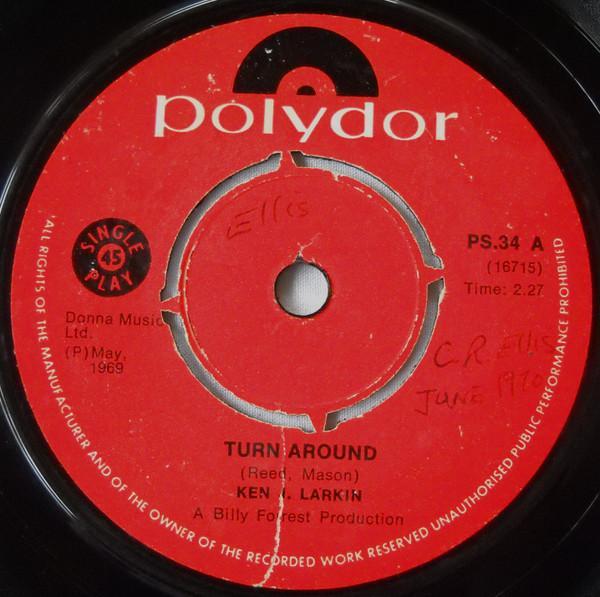 polydor
Ellis
SINGLE
45
PLAY
PS.34 A
(16715)
Time: 2.27
Donna Music
Ltd.
(P)May,
1969
C.R. Ellis
JUNE 1970
TURN AROUND
(Reed, Mason)
KEN J. LARKIN
A Billy Forrest Production
ALL RIGHTS OF THE MANUFACTURER AND OF THE OWNER OF THE RECORDED WORK RESERVED UNAUTHORISED PUBLIC PERFORMANCE PROHIBITED